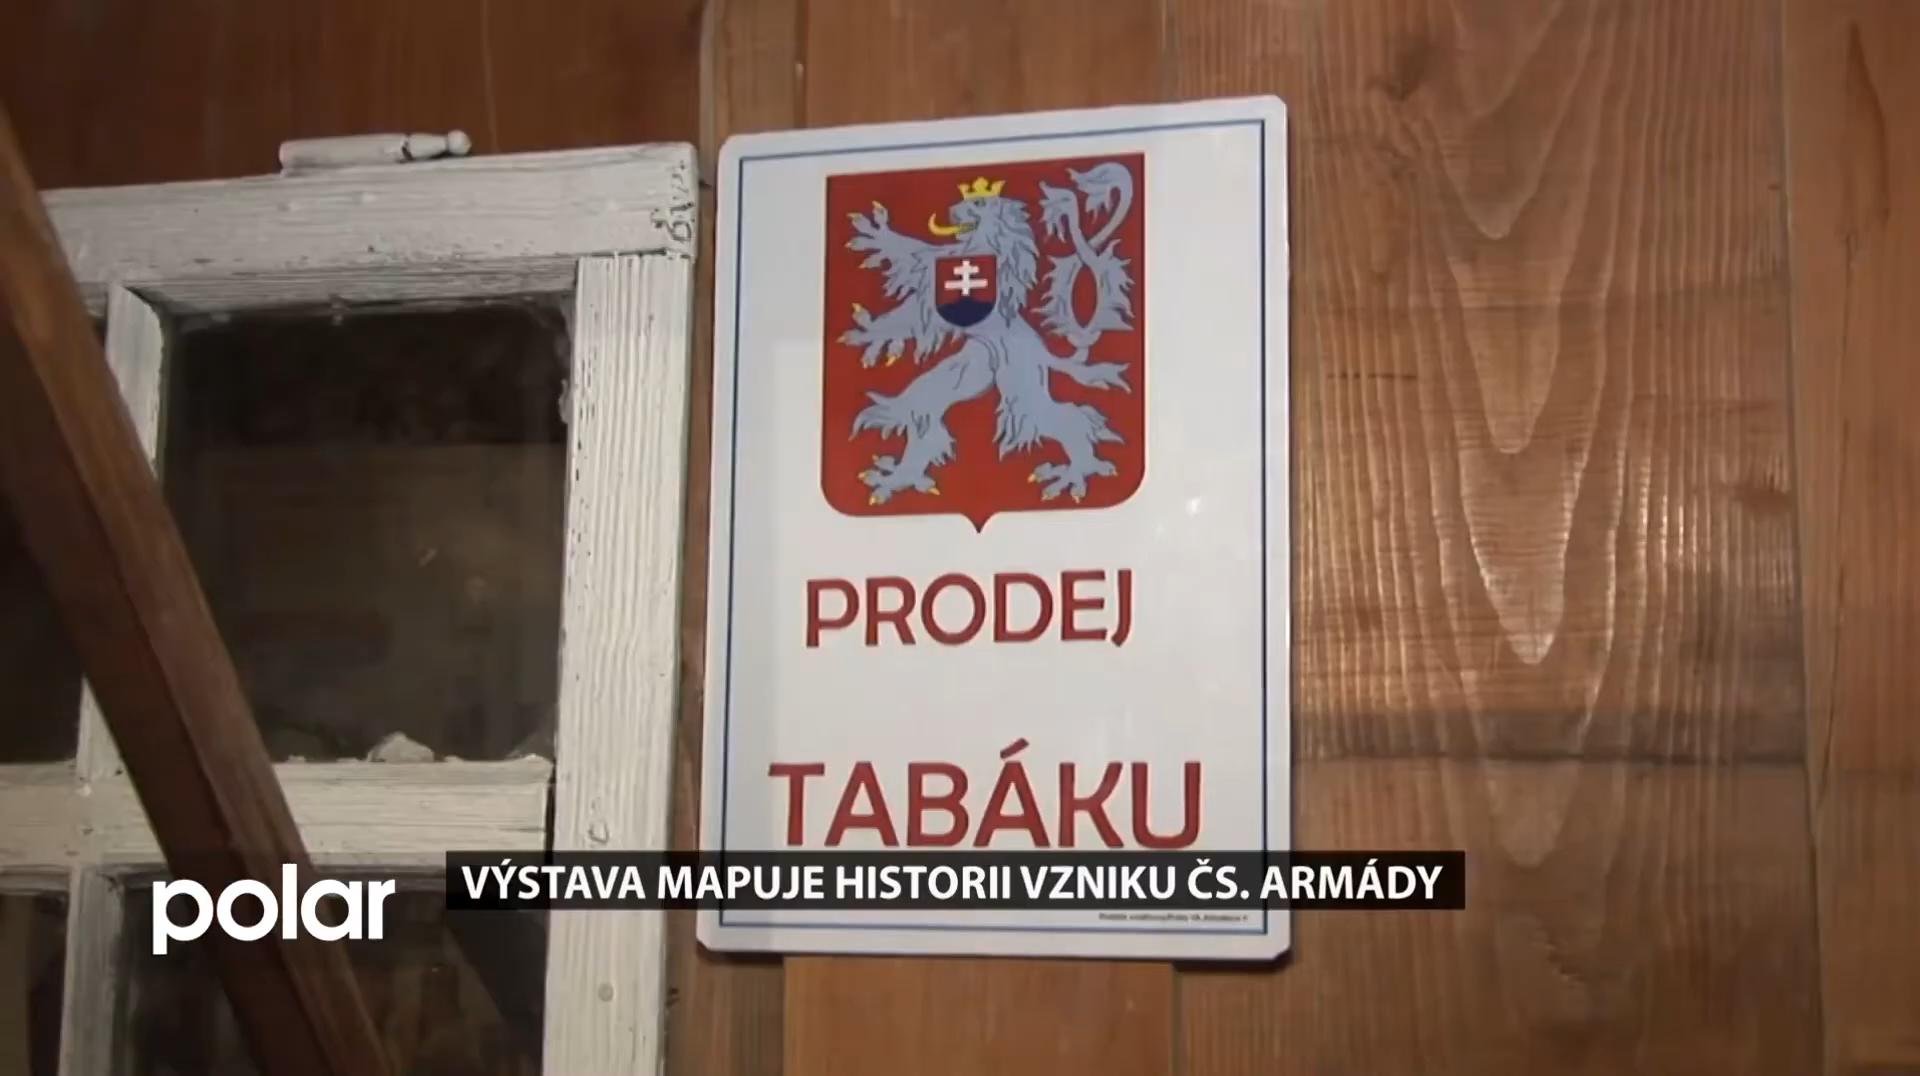 PRODEJ
TABÁKU
polar
VÝSTAVA MAPUJE HISTORII VZNIKU ČS. ARMÁDY